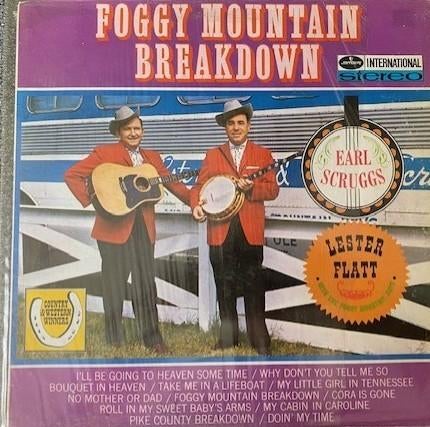 FOGGY MOUNTAIN
BREAKDOWN
MERCURY
INTERNATIONAL
stereo
EARL
SCRUGGS
LESTER
FLATT
COUNTRY
& WESTERN
WINNERS
I'LL BE GOING TO HEAVEN SOME TIME / WHY DON'T YOU TELL ME SO
BOUQUET IN HEAVEN / TAKE ME IN A LIFEBOAT / MY LITTLE GIRL IN TENNESSEE
NO MOTHER OR DAD / FOGGY MOUNTAIN BREAKDOWN / CORA IS GONE
ROLL IN MY SWEET BABY'S ARMS / MY CABIN IN CAROLINE
PIKE COUNTY BREAKDOWN / DOIN' MY TIME